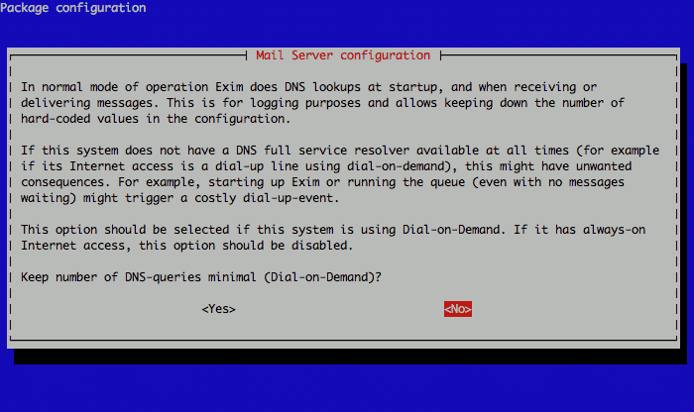 Package configuration
Mail Server configuration
In normal mode of operation Exim does DNS lookups at startup, and when receiving or
delivering messages. This is for logging purposes and allows keeping down the number of
hard-coded values in the configuration.
If this system does not have a DNS full service resolver available at all times (for example
if its Internet access is a dial-up line using dial-on-demand), this might have unwanted
consequences. For example, starting up Exim or running the queue (even with no messages
waiting) might trigger a costly dial-up-event.
This option should be selected if this system is using Dial-on-Demand. If it has always-on
Internet access, this option should be disabled.
Keep number of DNS-queries minimal (Dial-on-Demand)?
<Yes> <No>